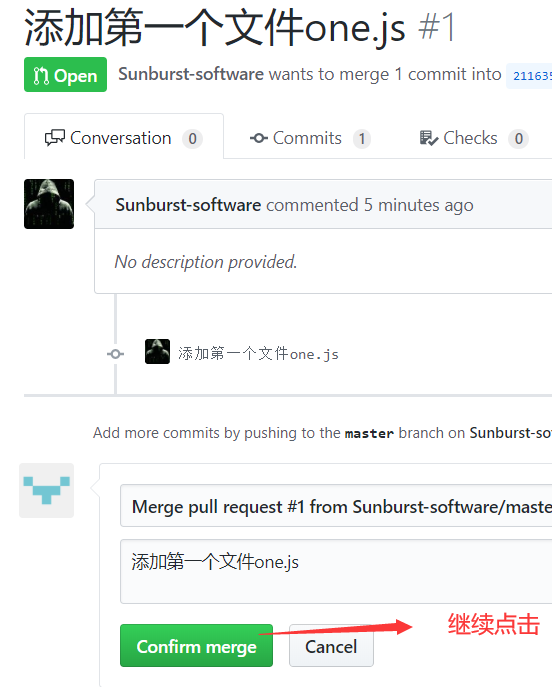 添加第一个文件one.js #1
Open Sunburst-software wants to merge 1 commit into 211635
Conversation 0 Commits 1 Checks 0
Sunburst-software commented 5 minutes ago
No description provided.
添加第一个文件one.js
Add more commits by pushing to the master branch on Sunburst-so
Merge pull request #1 from Sunburst-software/maste
添加第一个文件one.js
Confirm merge Cancel 继续点击